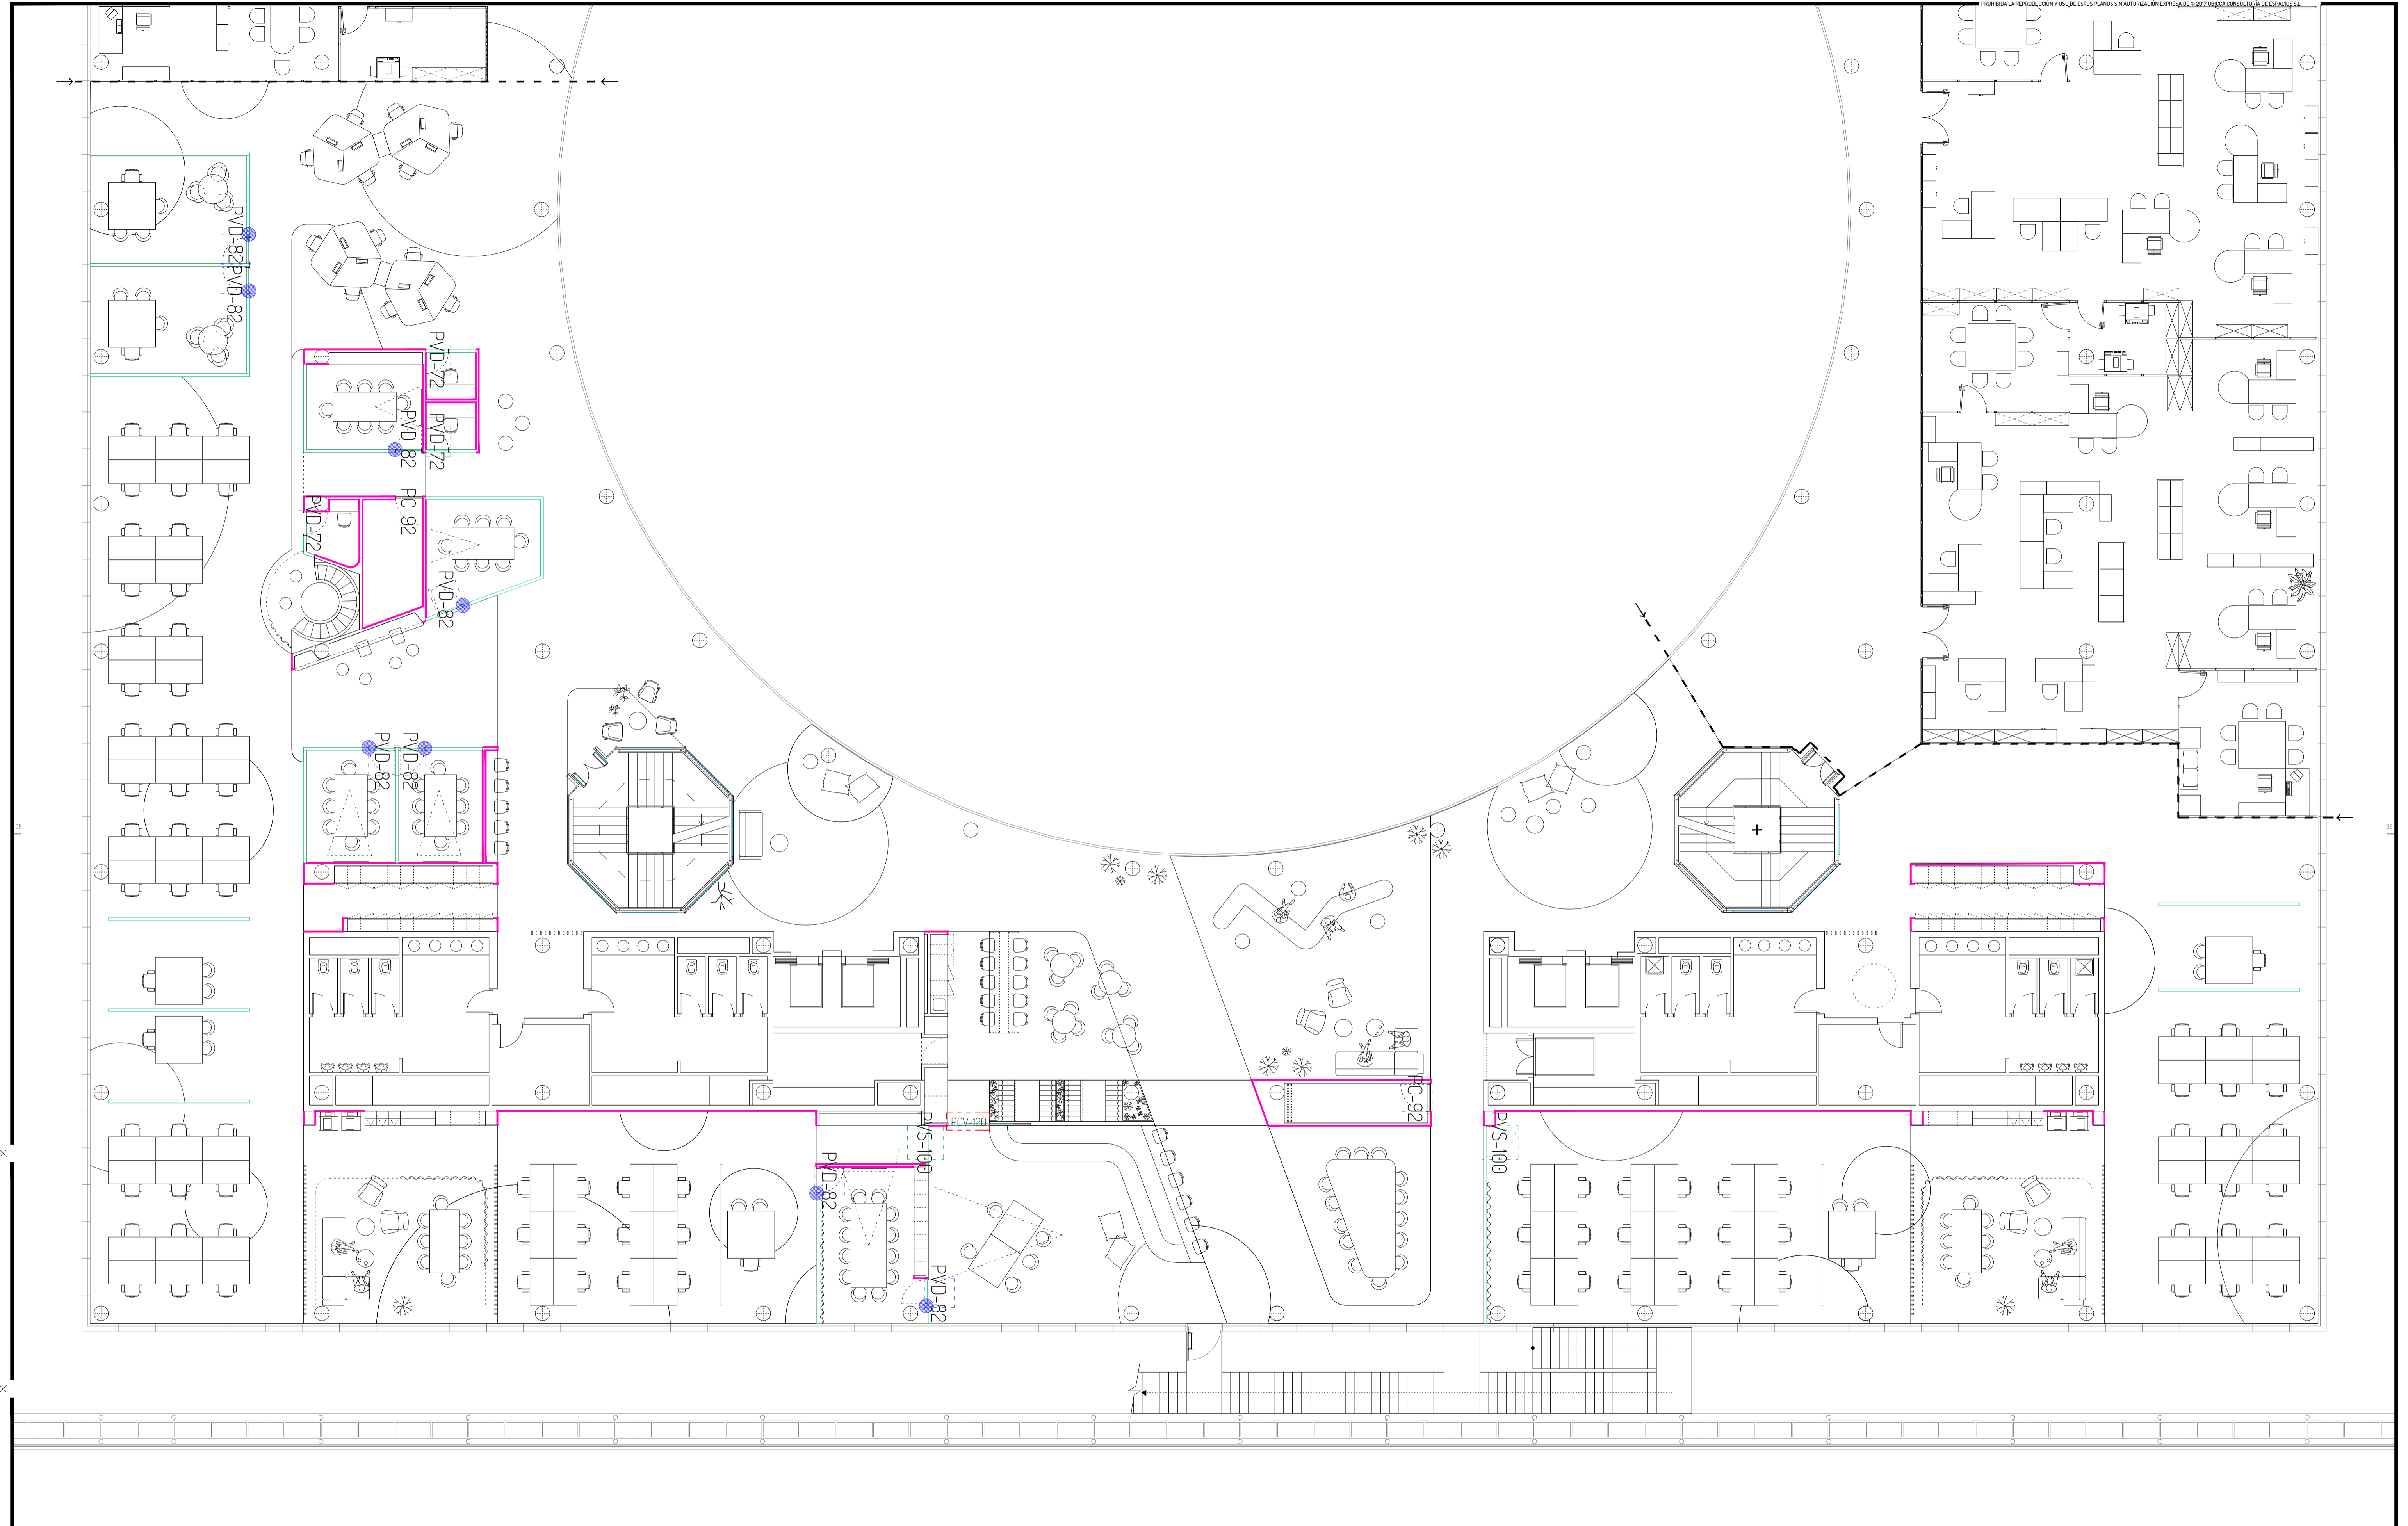 PROHIBIDA LA REPRODUCCIÓN Y USO DE ESTOS PLANOS SIN AUTORIZACIÓN EXPRESA DE © 2017 UBICCA CONSULTORÍA DE ESPACIOS S.L.
PVD-82
PVD-82
PVD-72
PVD-82
PVD-72
PVD-72
PC-92
PVD-82
PVD-82
PVD-82
D5
D5
PC-92
PVS-100
PCV-120
PVS-100
PVD-82
PVD-82